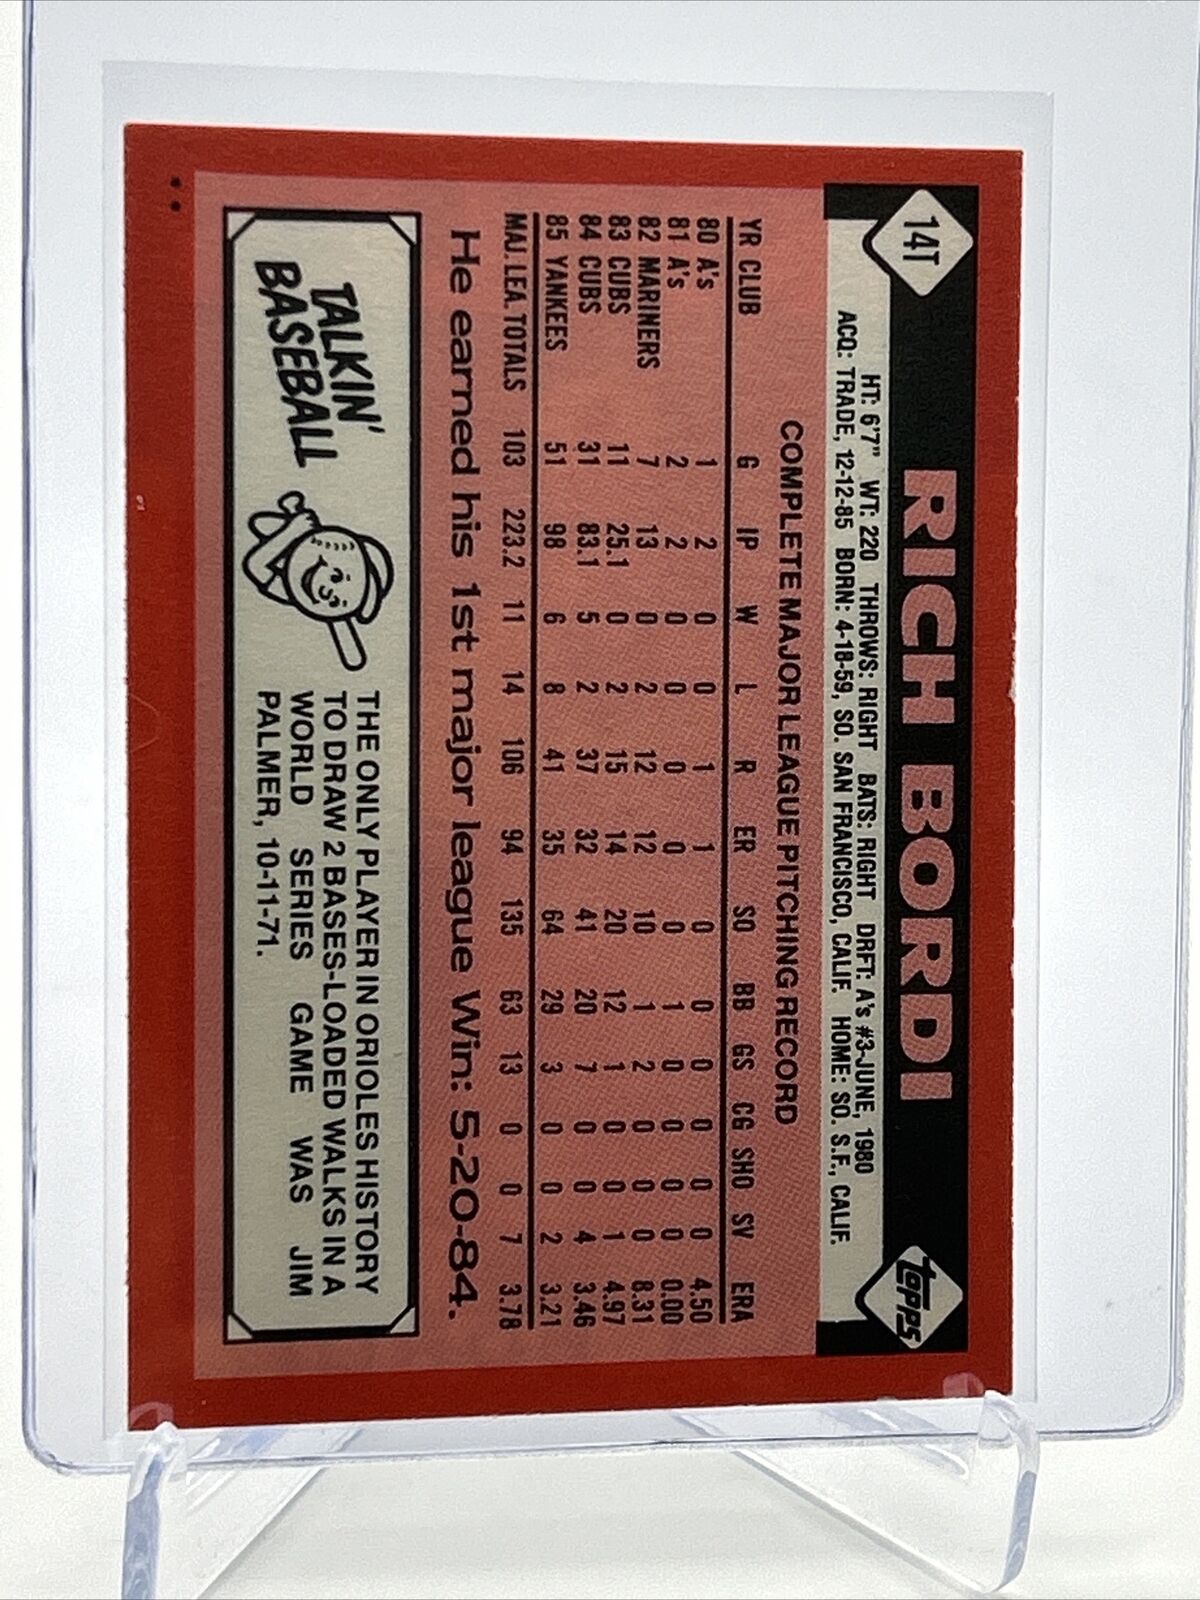 14T
RICH BORDI
topps
HT: 6'7" WT: 220 THROWS: RIGHT BATS: RIGHT DRFT: A's #3-JUNE, 1980
ACQ: TRADE, 12-12-85 BORN: 4-18-59, SO. SAN FRANCISCO, CALIF. HOME: SO. S.F., CALIF.
COMPLETE MAJOR LEAGUE PITCHING RECORD
YR CLUB G IP W L R ER SO BB GS CG SHO SV ERA
80 A's 1 2 0 0 1 1 0 0 0 0 0 0 4.50
81 A's 2 2 0 0 0 0 0 1 0 0 0 0 0.00
82 MARINERS 7 13 0 2 12 12 10 1 2 0 0 0 8.31
83 CUBS 11 25.1 0 2 15 14 20 12 1 0 0 1 4.97
84 CUBS 31 83.1 5 2 37 32 41 20 7 0 0 4 3.46
85 YANKEES 51 98 6 8 41 35 64 29 3 0 0 2 3.21
MAJ. LEA. TOTALS 103 223.2 11 14 106 94 135 63 13 0 0 7 3.78
He earned his 1st major league Win: 5-20-84.
TALKIN'
BASEBALL
THE ONLY PLAYER IN ORIOLES HISTORY
TO DRAW 2 BASES-LOADED WALKS IN A
WORLD SERIES GAME WAS JIM
PALMER, 10-11-71.